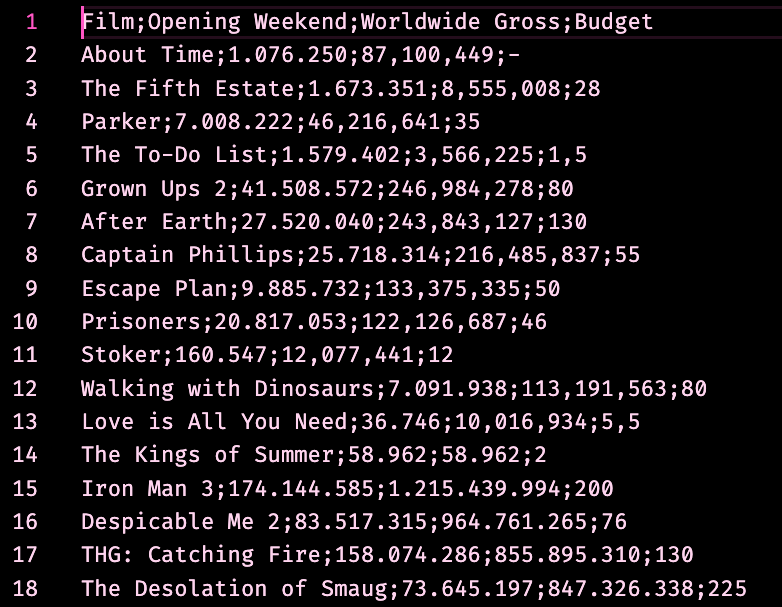 1 Film;Opening Weekend;Worldwide Gross;Budget
2 About Time;1.076.250;87,100,449;-
3 The Fifth Estate;1.673.351;8,555,008;28
4 Parker;7.008.222;46,216,641;35
5 The To-Do List;1.579.402;3,566,225;1,5
6 Grown Ups 2;41.508.572;246,984,278;80
7 After Earth;27.520.040;243,843,127;130
8 Captain Phillips;25.718.314;216,485,837;55
9 Escape Plan;9.885.732;133,375,335;50
10 Prisoners;20.817.053;122,126,687;46
11 Stoker;160.547;12,077,441;12
12 Walking with Dinosaurs;7.091.938;113,191,563;80
13 Love is All You Need;36.746;10,016,934;5,5
14 The Kings of Summer;58.962;58.962;2
15 Iron Man 3;174.144.585;1.215.439.994;200
16 Despicable Me 2;83.517.315;964.761.265;76
17 THG: Catching Fire;158.074.286;855.895.310;130
18 The Desolation of Smaug;73.645.197;847.326.338;225